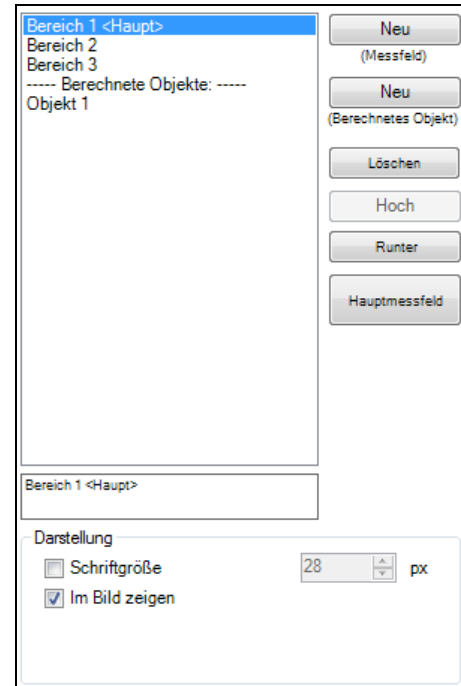 Bereich 1 <Haupt>
Bereich 2
Bereich 3
----- Berechnete Objekte: -----
Objekt 1
Neu
(Messfeld)
Neu
(Berechnetes Objekt)
Löschen
Hoch
Runter
Hauptmessfeld
Bereich 1 <Haupt>
Darstellung
Schriftgröße 28 px
Im Bild zeigen